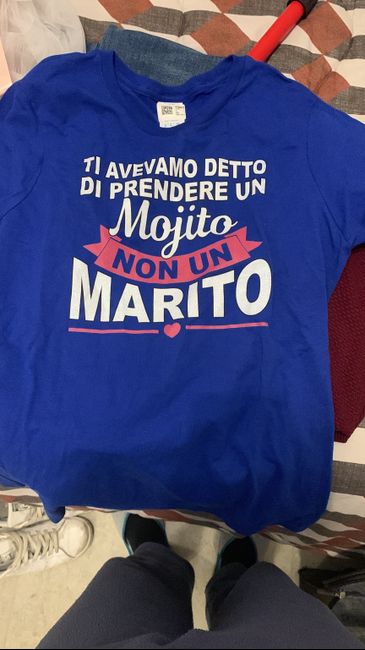 TI AVEVAMO DETTO
DI PRENDERE UN
Mojito
NON UN
MARITO